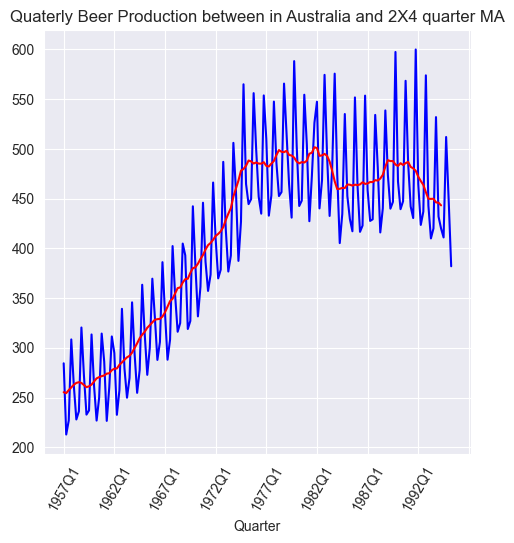 Quaterly Beer Production between in Australia and 2X4 quarter MA
600
550
500
450
400
350
300
250
200
1957Q1
1962Q1
1967Q1
1972Q1
1977Q1
1982Q1
1987Q1
1992Q1
Quarter